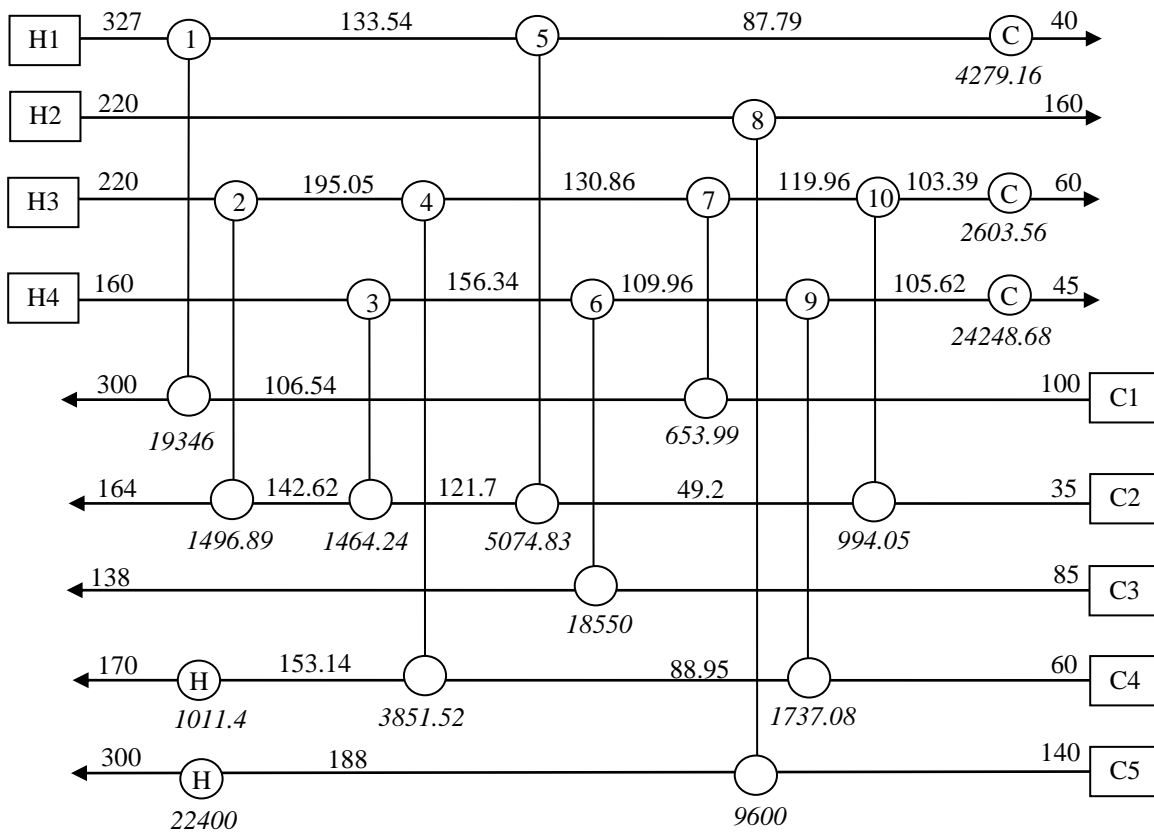 H1 327 1 133.54 5 87.79 C 40
4279.16
H2 220 8 160
H3 220 2 195.05 4 130.86 7 119.96 10 103.39 C 60
2603.56
H4 160 3 156.34 6 109.96 9 105.62 C 45
24248.68
300 106.54 100 C1
19346 653.99
164 142.62 121.7 49.2 35 C2
1496.89 1464.24 5074.83 994.05
138 85 C3
18550
170 H 153.14 88.95 60 C4
1011.4 3851.52 1737.08
300 H 188 140 C5
22400 9600